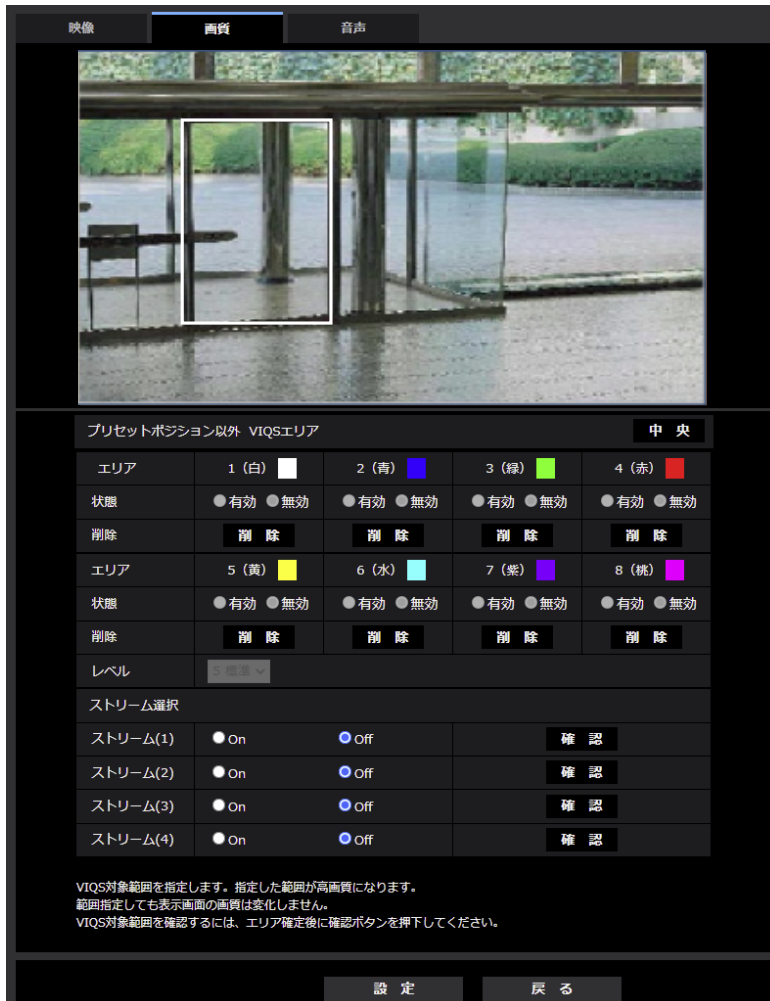 映像 画質 音声
プリセットポジション以外 VIQSエリア 中 央
エリア 1（白） 2（青） 3（緑） 4（赤）
状態 有効 無効 有効 無効 有効 無効 有効 無効
削除 削 除 削 除 削 除 削 除
エリア 5（黄） 6（水） 7（紫） 8（桃）
状態 有効 無効 有効 無効 有効 無効 有効 無効
削除 削 除 削 除 削 除 削 除
レベル 5 標準
ストリーム選択
ストリーム(1) On Off 確 認
ストリーム(2) On Off 確 認
ストリーム(3) On Off 確 認
ストリーム(4) On Off 確 認
VIQS対象範囲を指定します。指定した範囲が高画質になります。
範囲指定しても表示画面の画質は変化しません。
VIQS対象範囲を確認するには、エリア確定後に確認ボタンを押下してください。
設 定 戻 る